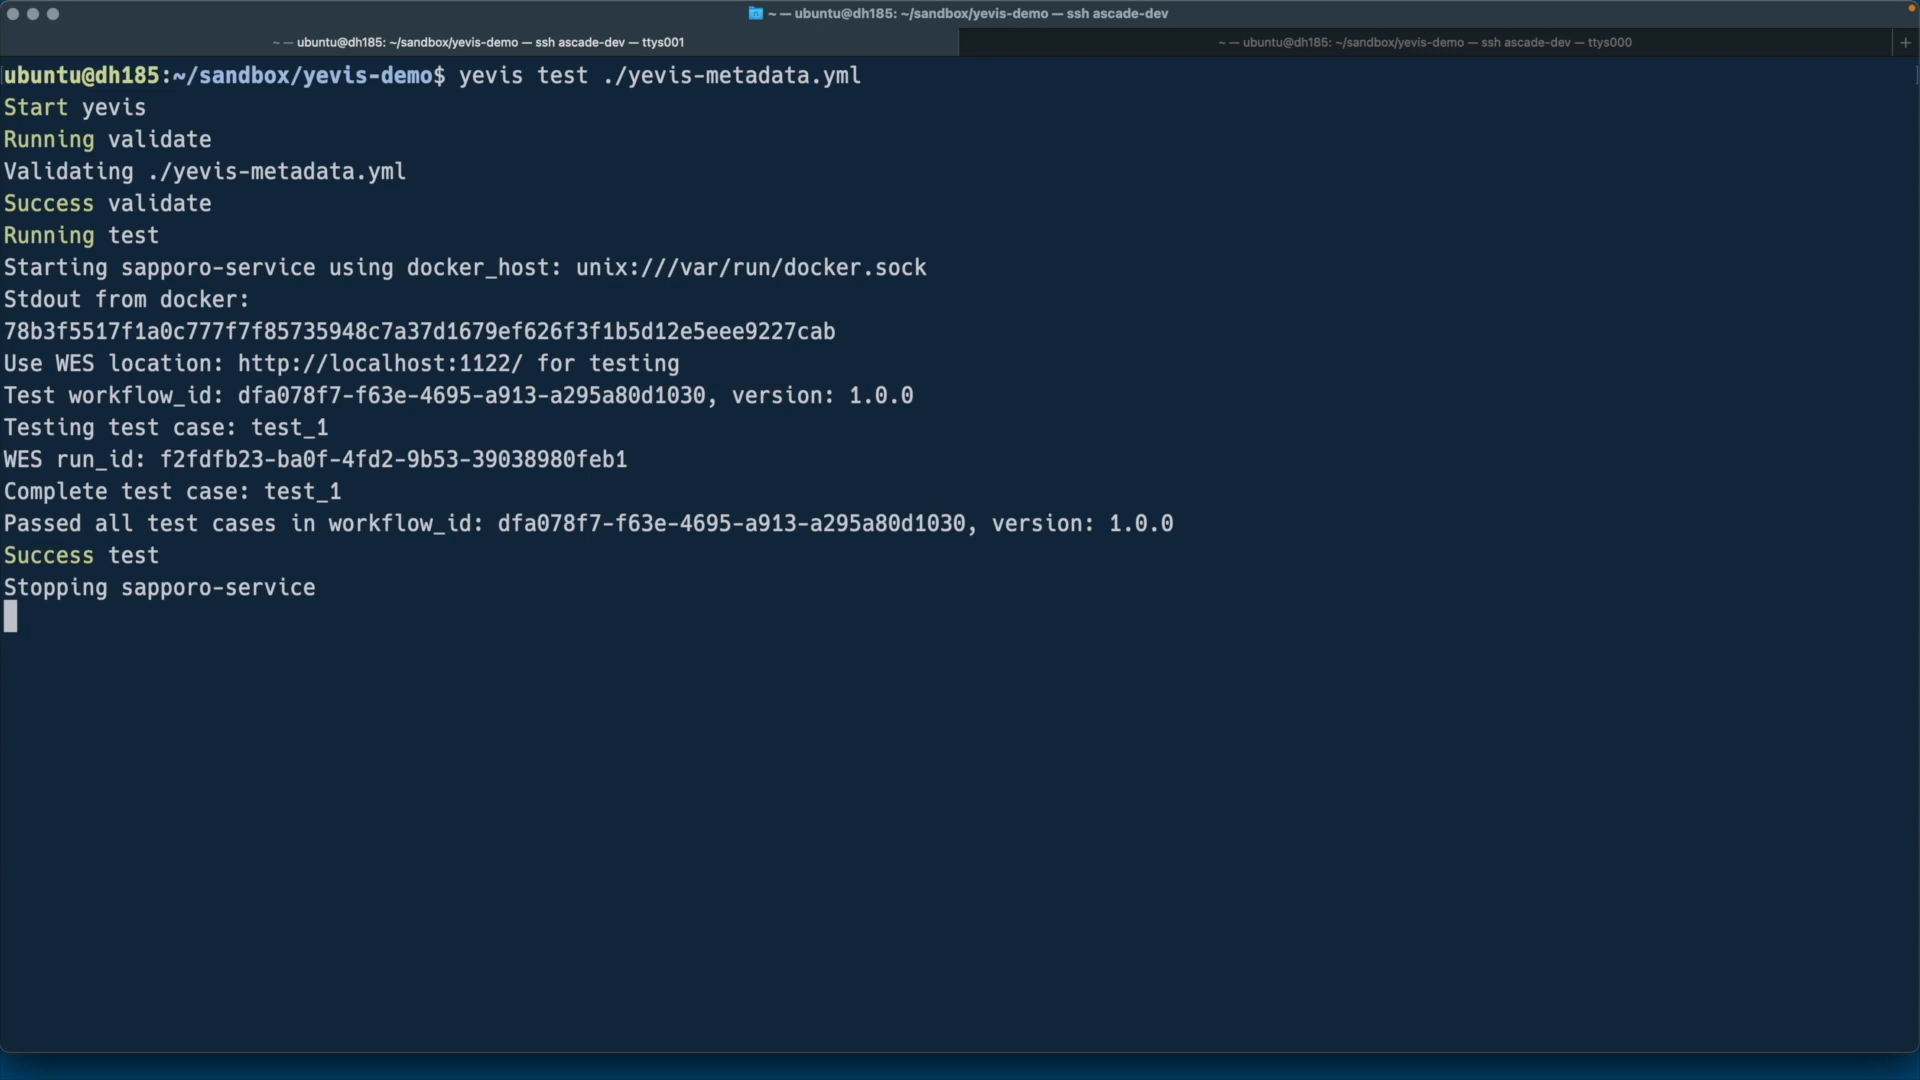 ~ — ubuntu@dh185: ~/sandbox/yevis-demo — ssh ascade-dev
~ — ubuntu@dh185: ~/sandbox/yevis-demo — ssh ascade-dev — ttys001
~ — ubuntu@dh185: ~/sandbox/yevis-demo — ssh ascade-dev — ttys000
+
ubuntu@dh185:~/sandbox/yevis-demo$ yevis test ./yevis-metadata.yml
Start yevis
Running validate
Validating ./yevis-metadata.yml
Success validate
Running test
Starting sapporo-service using docker_host: unix:///var/run/docker.sock
Stdout from docker:
78b3f5517f1a0c777f7f85735948c7a37d1679ef626f3f1b5d12e5eee9227cab
Use WES location: http://localhost:1122/ for testing
Test workflow_id: dfa078f7-f63e-4695-a913-a295a80d1030, version: 1.0.0
Testing test case: test_1
WES run_id: f2fdfb23-ba0f-4fd2-9b53-39038980feb1
Complete test case: test_1
Passed all test cases in workflow_id: dfa078f7-f63e-4695-a913-a295a80d1030, version: 1.0.0
Success test
Stopping sapporo-service